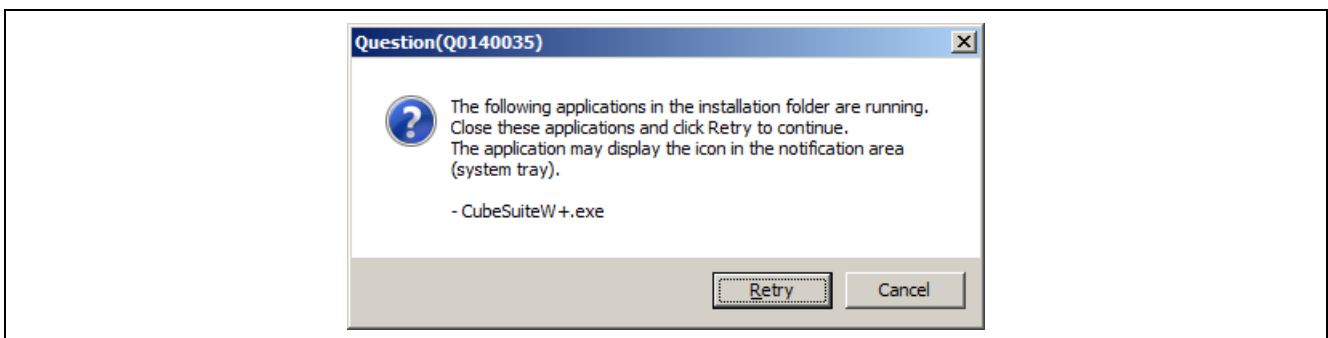 Question(Q0140035)
The following applications in the installation folder are running.
Close these applications and click Retry to continue.
The application may display the icon in the notification area
(system tray).
- CubeSuiteW+.exe
Retry
Cancel